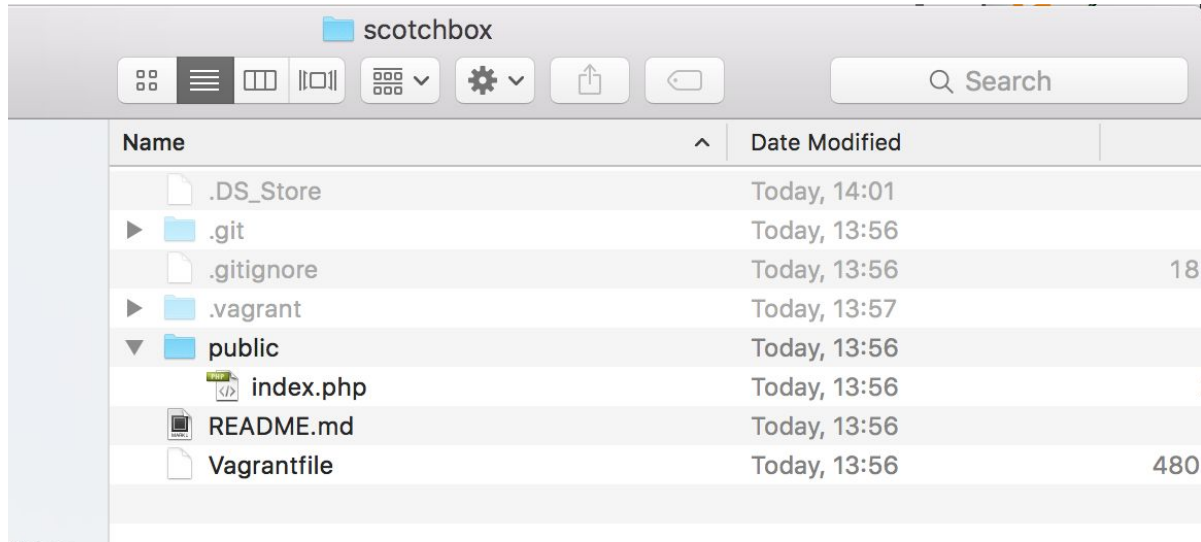 scotchbox
Search
Name Date Modified
.DS_Store Today, 14:01
.git Today, 13:56
.gitignore Today, 13:56 18
.vagrant Today, 13:57
public Today, 13:56
PHP index.php Today, 13:56
README.md Today, 13:56
Vagrantfile Today, 13:56 480